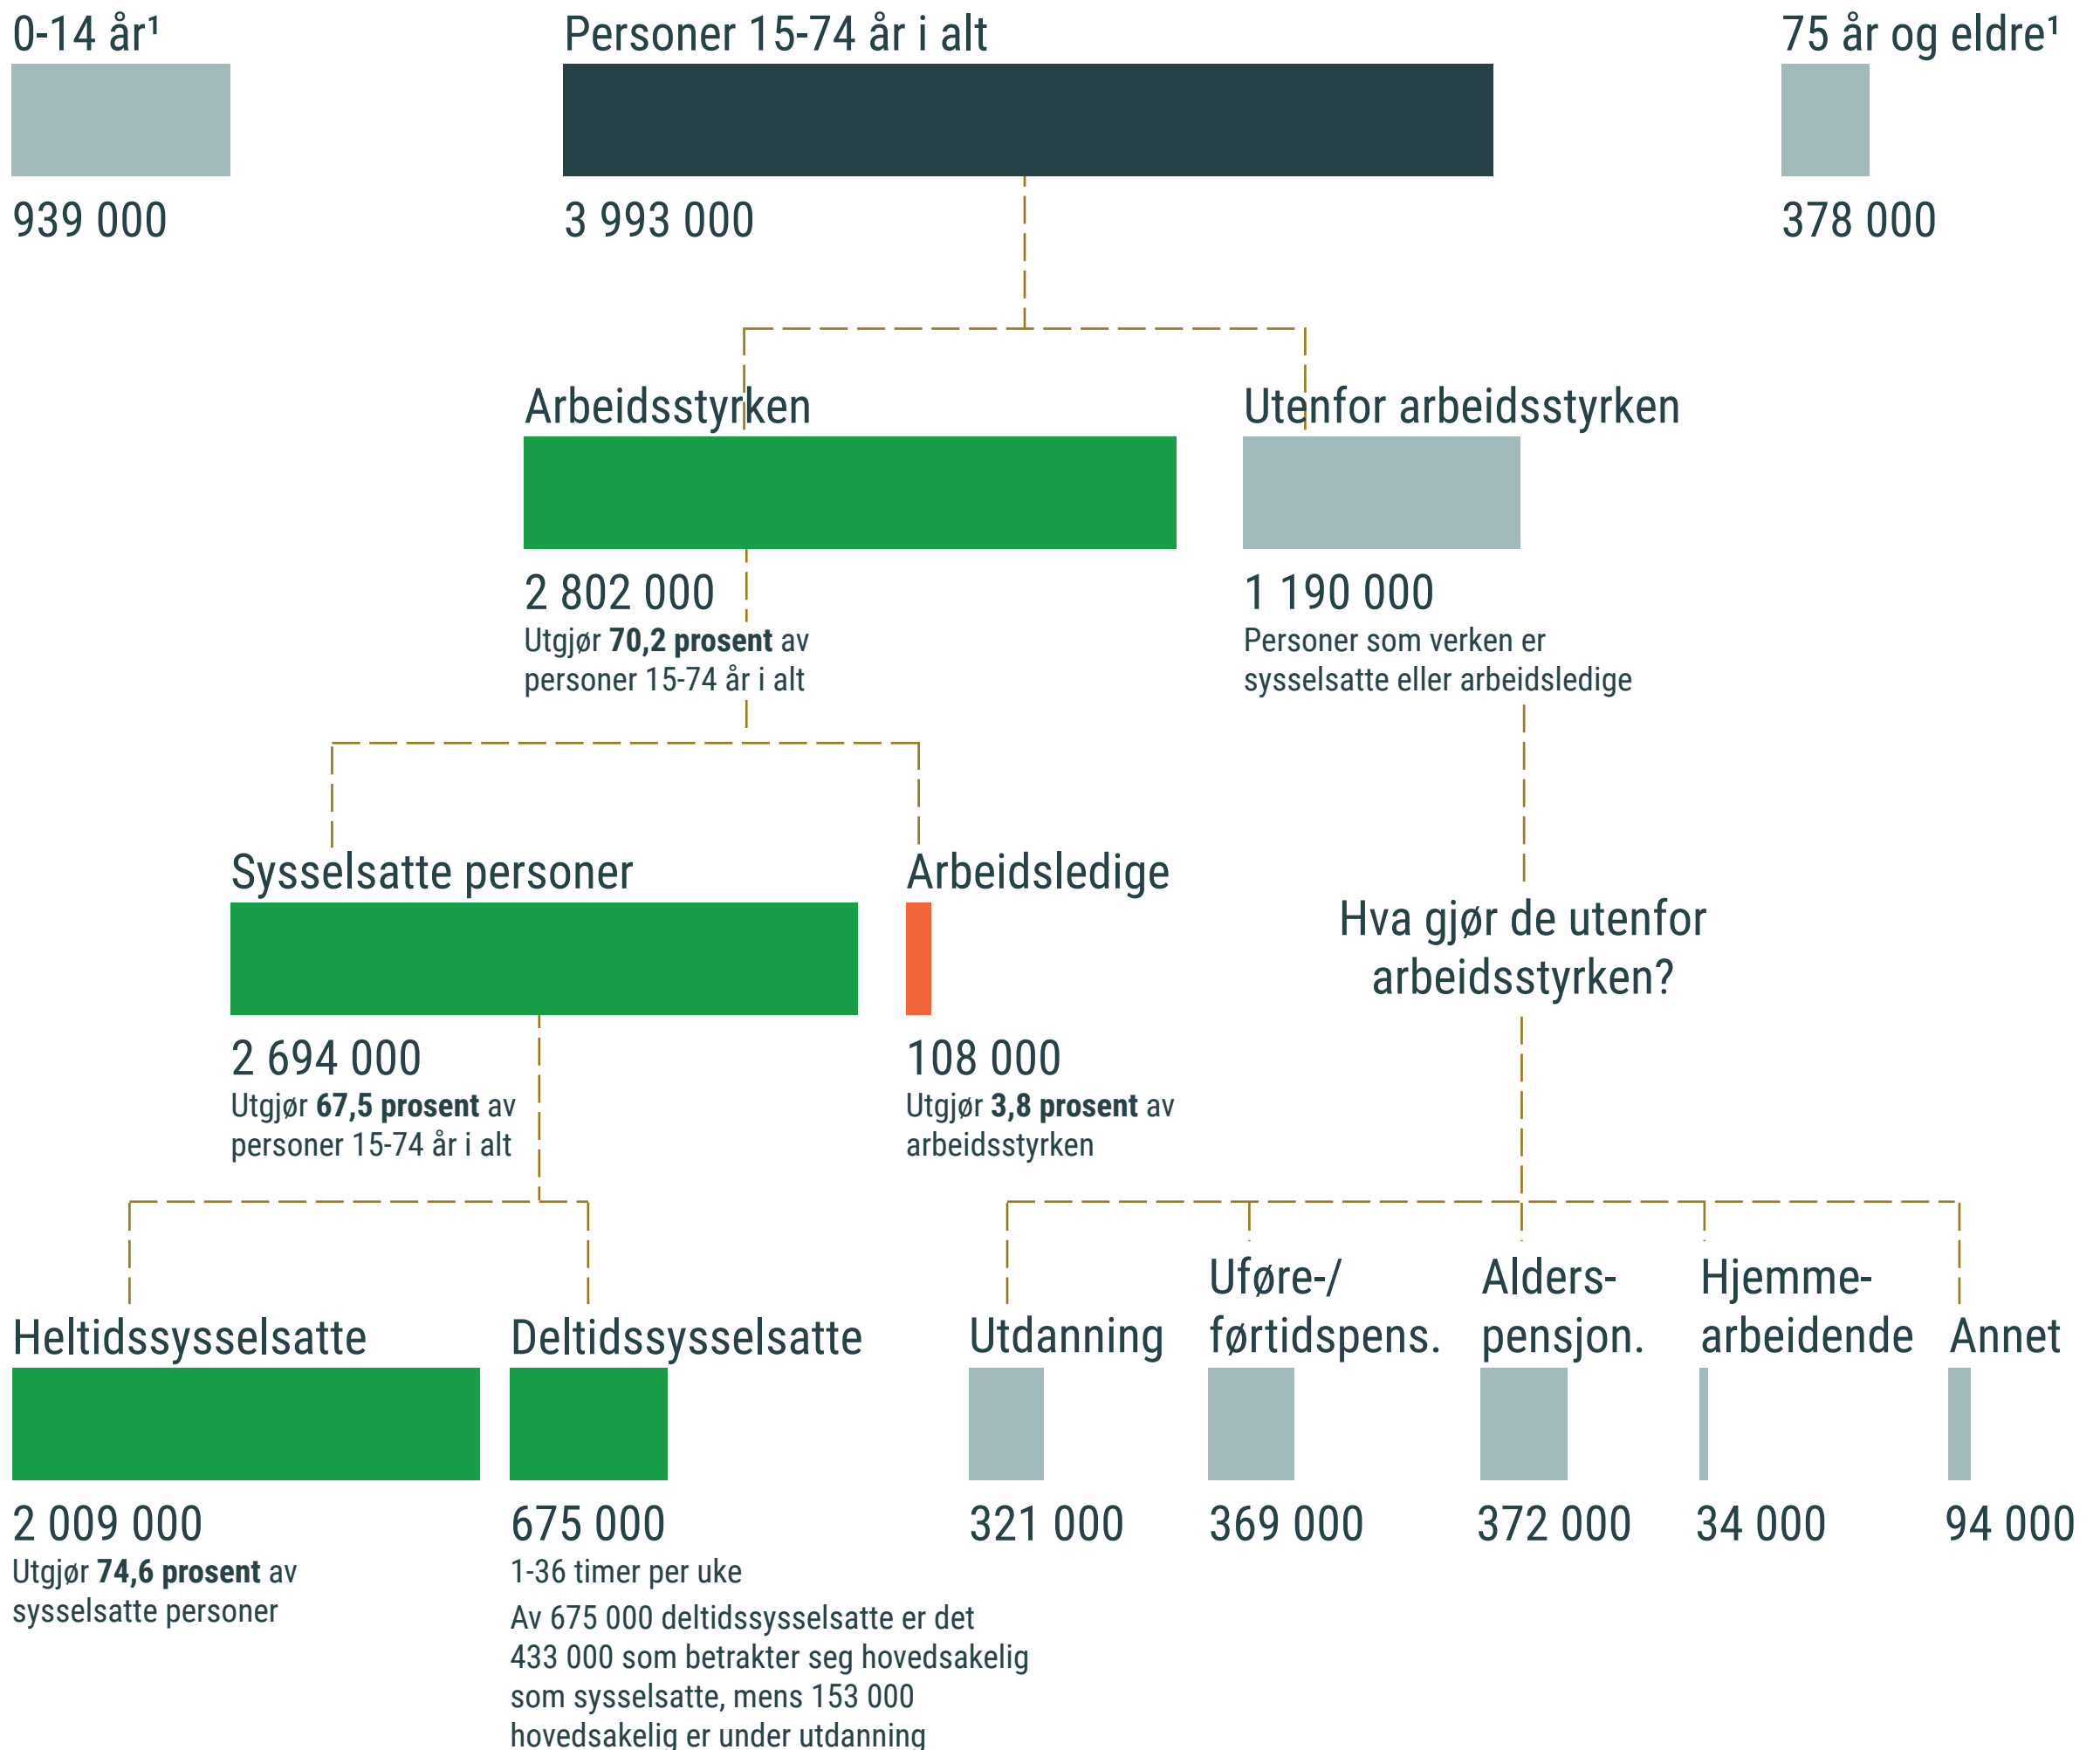 0-14 år¹
939 000
Personer 15-74 år i alt
3 993 000
75 år og eldre¹
378 000
Arbeidsstyrken
2 802 000
Utgjør 70,2 prosent av
personer 15-74 år i alt
Utenfor arbeidsstyrken
1 190 000
Personer som verken er
sysselsatte eller arbeidsledige
Sysselsatte personer
2 694 000
Utgjør 67,5 prosent av
personer 15-74 år i alt
Arbeidsledige
108 000
Utgjør 3,8 prosent av
arbeidsstyrken
Hva gjør de utenfor
arbeidsstyrken?
Heltidssysselsatte
2 009 000
Utgjør 74,6 prosent av
sysselsatte personer
Deltidssysselsatte
675 000
1-36 timer per uke
Av 675 000 deltidssysselsatte er det
433 000 som betrakter seg hovedsakelig
som sysselsatte, mens 153 000
hovedsakelig er under utdanning
Utdanning
321 000
Uføre-/
førtidspens.
369 000
Alders-
pensjon.
372 000
Hjemme-
arbeidende
34 000
Annet
94 000